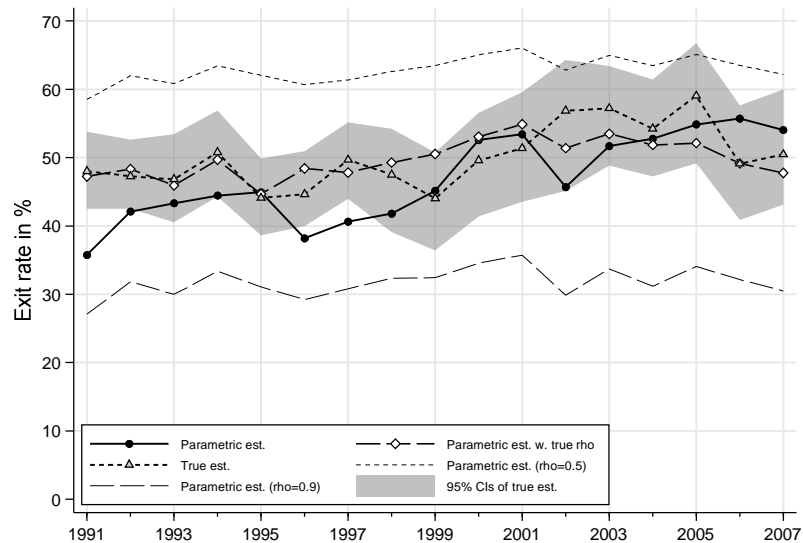 70
60
50
40
30
20
10
0
Exit rate in %
Parametric est.
Parametric est. w. true rho
True est.
Parametric est. (rho=0.5)
Parametric est. (rho=0.9)
95% CIs of true est.
1991 1993 1995 1997 1999 2001 2003 2005 2007